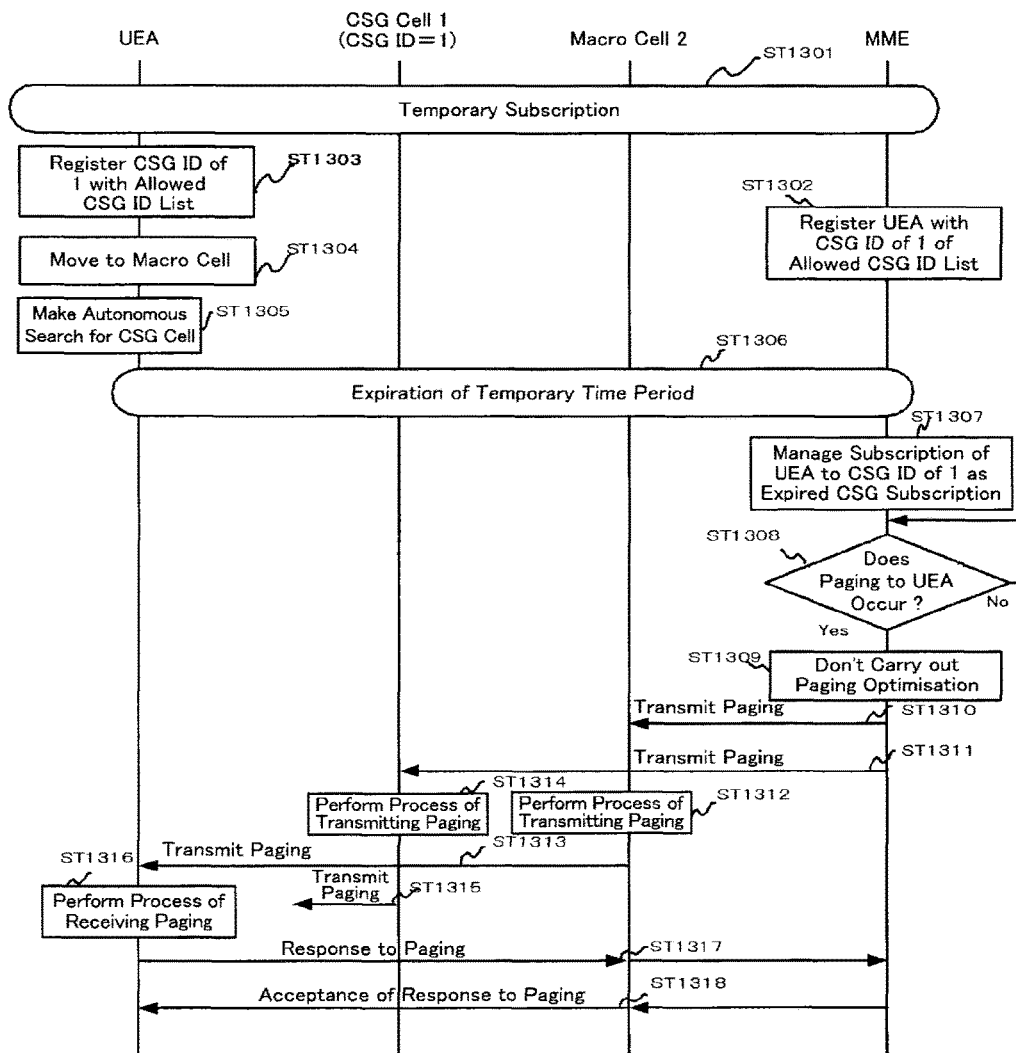 UEA
CSG Cell 1
(CSG ID=1)
Macro Cell 2
MME
ST1301
Temporary Subscription
Register CSG ID of
1 with Allowed
CSG ID List
ST1303
ST1302
Register UEA with
CSG ID of 1 of
Allowed CSG ID List
Move to Macro Cell
ST1304
Make Autonomous
Search for CSG Cell
ST1305
ST1306
Expiration of Temporary Time Period
ST1307
Manage Subscription of
UEA to CSG ID of 1 as
Expired CSG Subscription
ST1308
Does
Paging to UEA
Occur ?
No
Yes
ST1309
Don't Carry out
Paging Optimisation
Transmit Paging
ST1310
Transmit Paging
ST1311
ST1314
Perform Process of
Transmitting Paging
Perform Process of
Transmitting Paging
ST1312
Transmit Paging
ST1313
ST1316
Transmit
Paging
ST1315
Perform Process of
Receiving Paging
Response to Paging
ST1317
Acceptance of Response to Paging
ST1318